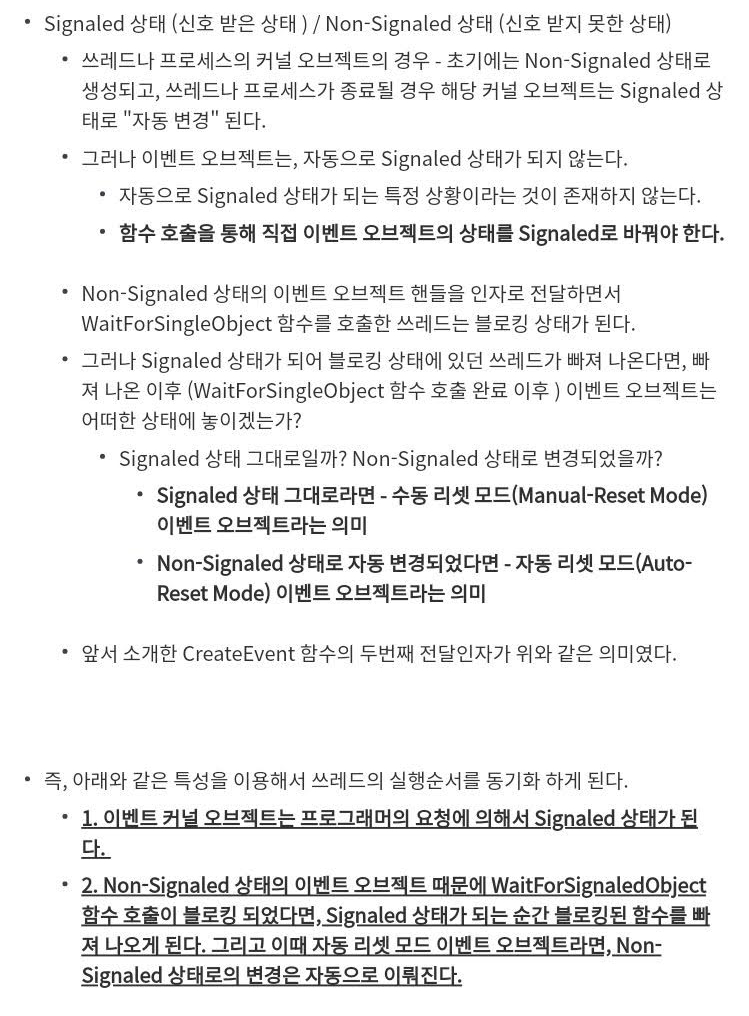 • Signaled 상태 (신호 받은 상태 ) / Non-Signaled 상태 (신호 받지 못한 상태)
• 쓰레드나 프로세스의 커널 오브젝트의 경우 - 초기에는 Non-Signaled 상태로
생성되고, 쓰레드나 프로세스가 종료될 경우 해당 커널 오브젝트는 Signaled 상
태로 "자동 변경" 된다.
• 그러나 이벤트 오브젝트는, 자동으로 Signaled 상태가 되지 않는다.
• 자동으로 Signaled 상태가 되는 특정 상황이라는 것이 존재하지 않는다.
• 함수 호출을 통해 직접 이벤트 오브젝트의 상태를 Signaled로 바꿔야 한다.
• Non-Signaled 상태의 이벤트 오브젝트 핸들을 인자로 전달하면서
WaitForSingleObject 함수를 호출한 쓰레드는 블로킹 상태가 된다.
• 그러나 Signaled 상태가 되어 블로킹 상태에 있던 쓰레드가 빠져 나온다면, 빠
져 나온 이후 (WaitForSingleObject 함수 호출 완료 이후 ) 이벤트 오브젝트는
어떠한 상태에 놓이겠는가?
• Signaled 상태 그대로일까? Non-Signaled 상태로 변경되었을까?
• Signaled 상태 그대로라면 - 수동 리셋 모드(Manual-Reset Mode)
이벤트 오브젝트라는 의미
• Non-Signaled 상태로 자동 변경되었다면 - 자동 리셋 모드(Auto-
Reset Mode) 이벤트 오브젝트라는 의미
• 앞서 소개한 CreateEvent 함수의 두번째 전달인자가 위와 같은 의미였다.
• 즉, 아래와 같은 특성을 이용해서 쓰레드의 실행순서를 동기화 하게 된다.
• 1. 이벤트 커널 오브젝트는 프로그래머의 요청에 의해서 Signaled 상태가 된
다.
• 2. Non-Signaled 상태의 이벤트 오브젝트 때문에 WaitForSignaledObject
함수 호출이 블로킹 되었다면, Signaled 상태가 되는 순간 블로킹된 함수를 빠
져 나오게 된다. 그리고 이때 자동 리셋 모드 이벤트 오브젝트라면, Non-
Signaled 상태로의 변경은 자동으로 이뤄진다.